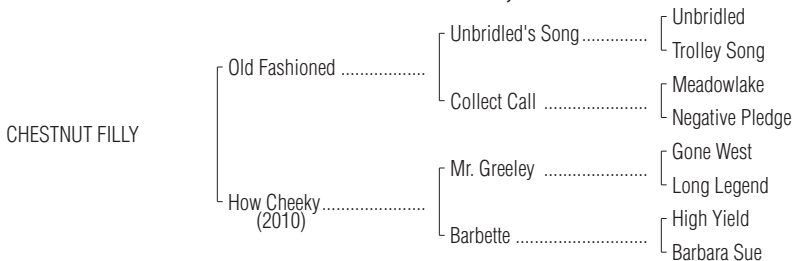 Unbridled
Unbridled's Song ..............
Trolley Song
Old Fashioned ..................
Meadowlake
Collect Call ......................
Negative Pledge
CHESTNUT FILLY
Gone West
Mr. Greeley ......................
Long Legend
How Cheeky......................
(2010)
High Yield
Barbette ............................
Barbara Sue